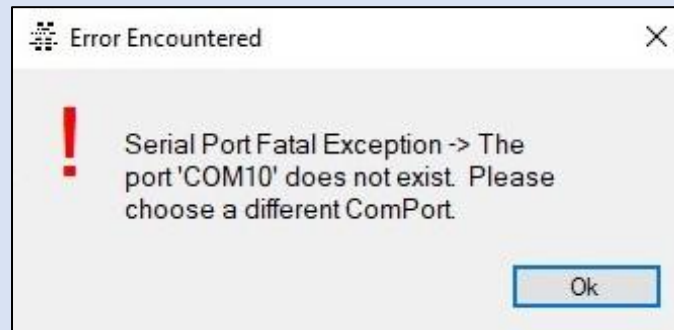 Error Encountered
Serial Port Fatal Exception -> The
port 'COM10' does not exist. Please
choose a different ComPort.
Ok